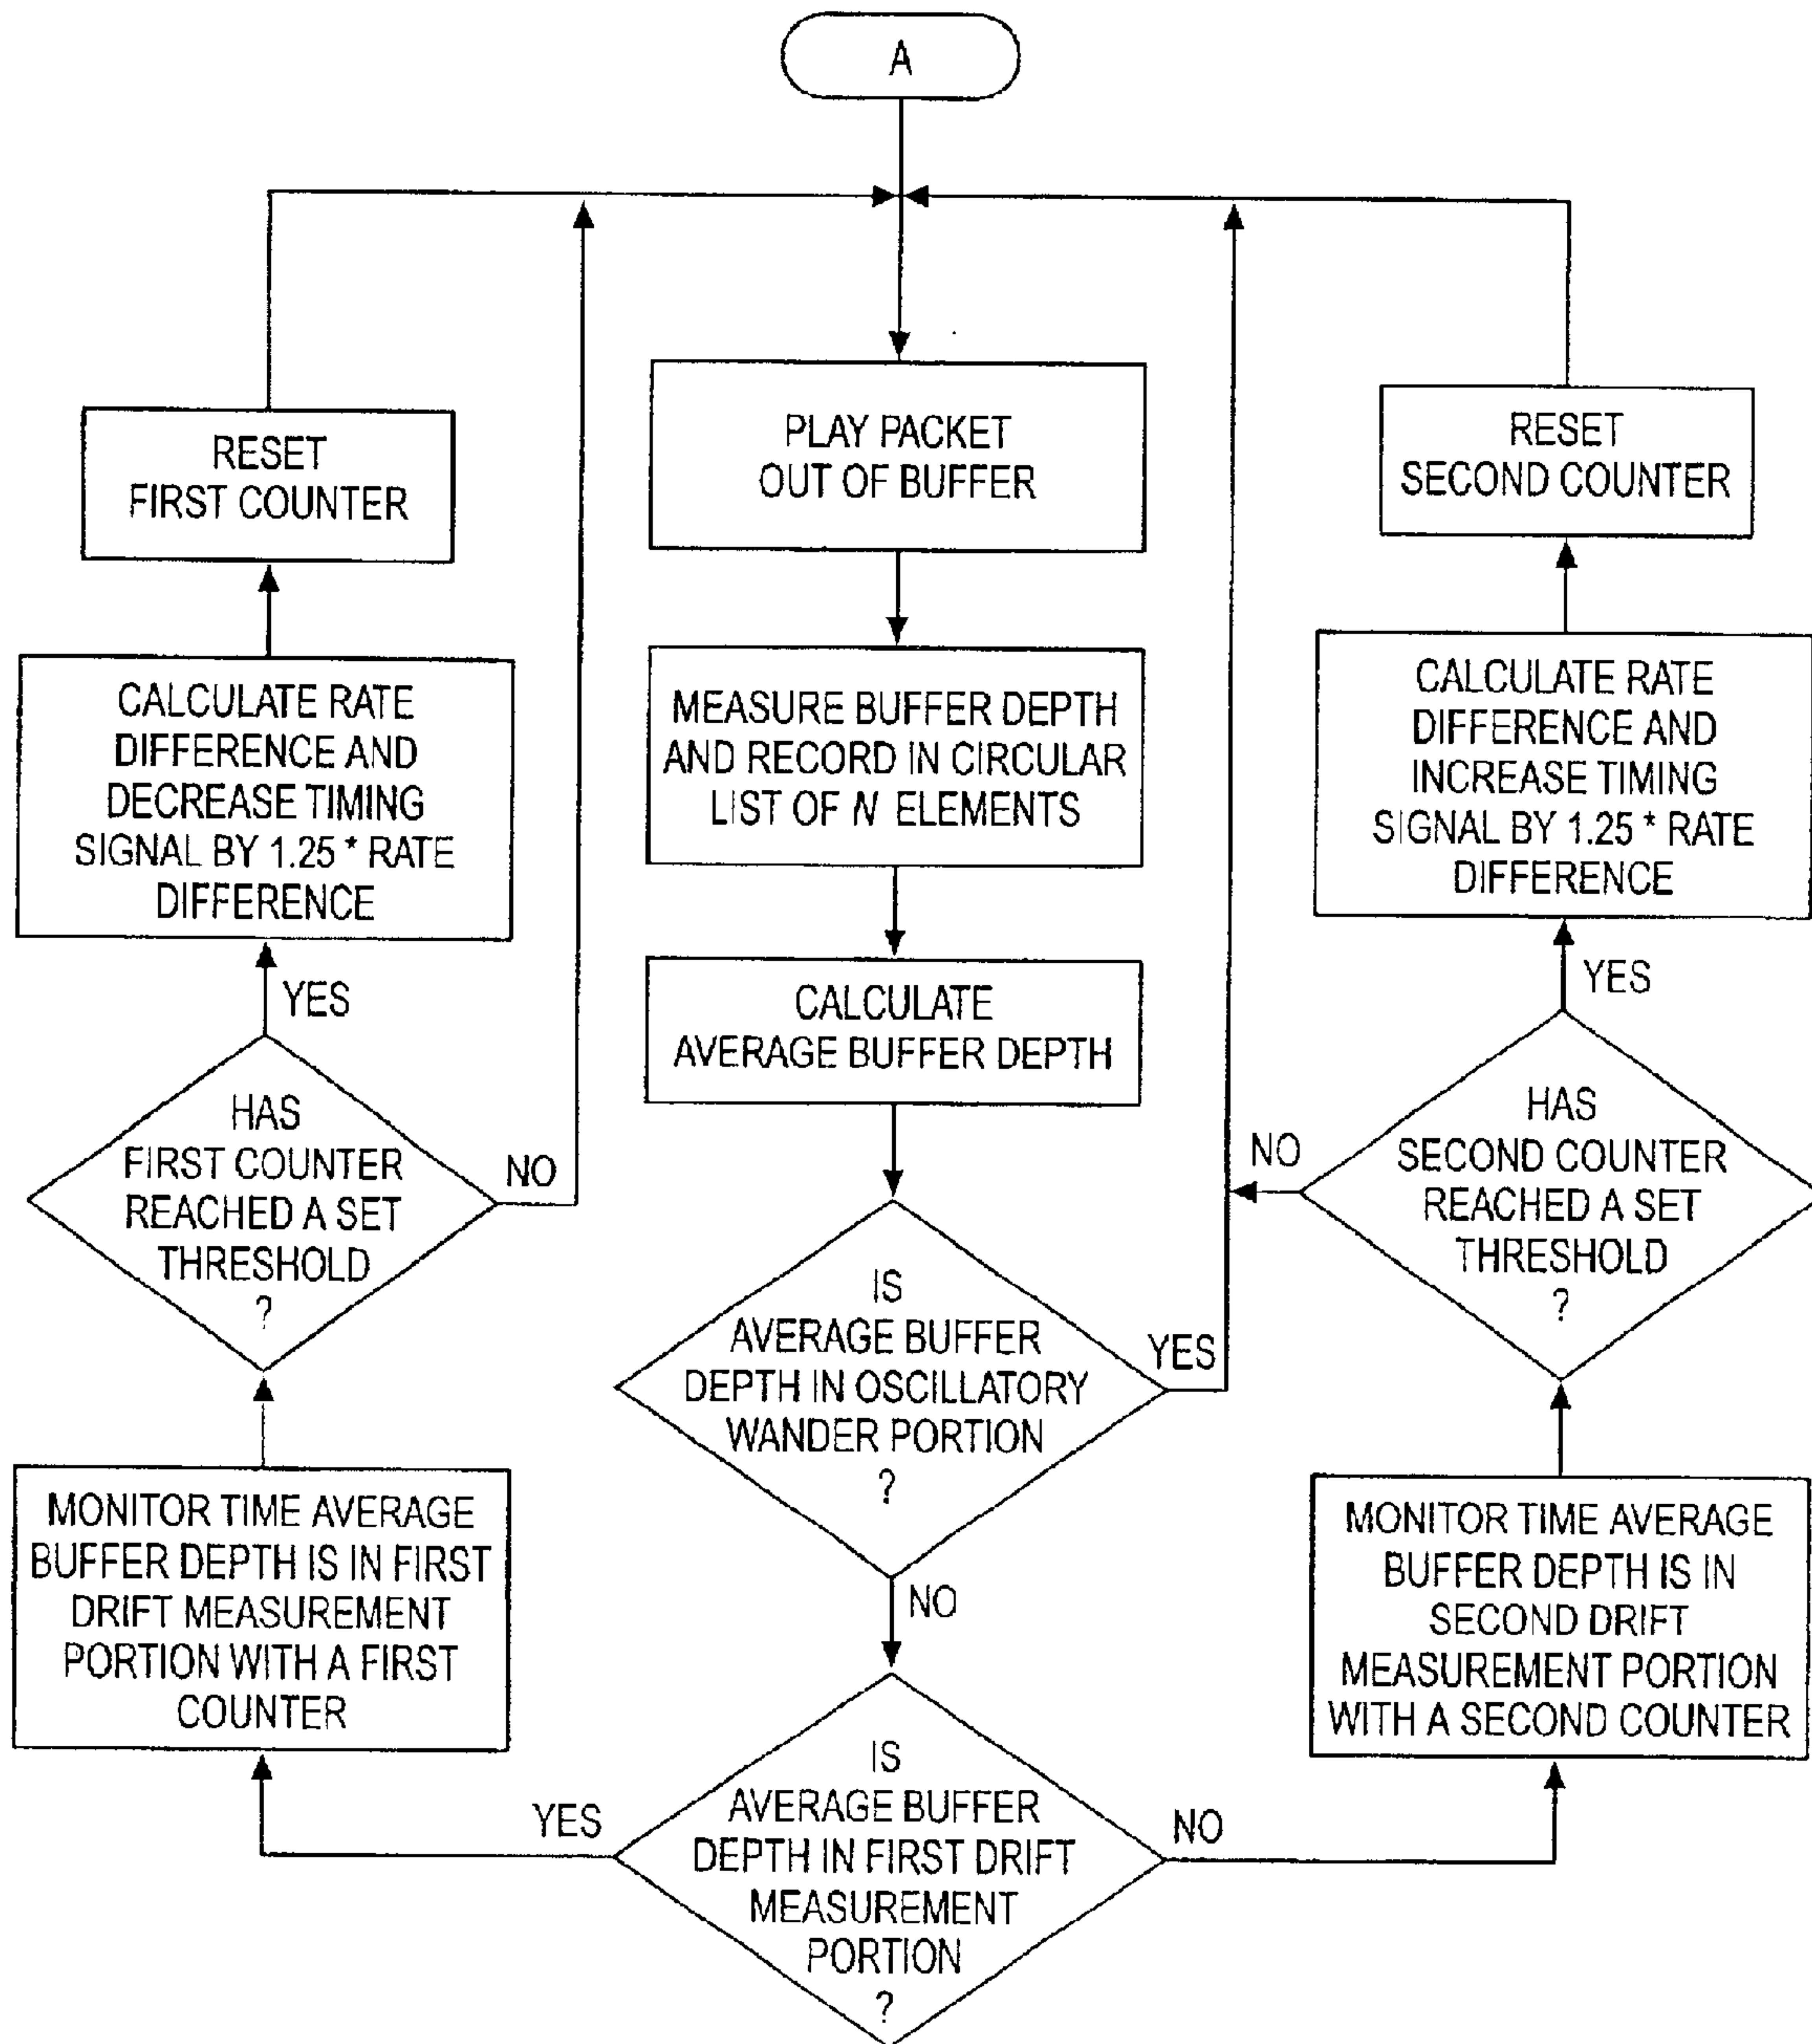 A
PLAY PACKET
OUT OF BUFFER
MEASURE BUFFER DEPTH
AND RECORD IN CIRCULAR
LIST OF N ELEMENTS
CALCULATE
AVERAGE BUFFER DEPTH
IS
AVERAGE BUFFER
DEPTH IN OSCILLATORY
WANDER PORTION
?
YES
NO
IS
AVERAGE BUFFER
DEPTH IN FIRST DRIFT
MEASUREMENT
PORTION
?
YES
NO
MONITOR TIME AVERAGE
BUFFER DEPTH IS IN FIRST
DRIFT MEASUREMENT
PORTION WITH A FIRST
COUNTER
HAS
FIRST COUNTER
REACHED A SET
THRESHOLD
?
NO
YES
CALCULATE RATE
DIFFERENCE AND
DECREASE TIMING
SIGNAL BY 1.25 * RATE
DIFFERENCE
RESET
FIRST COUNTER
MONITOR TIME AVERAGE
BUFFER DEPTH IS IN
SECOND DRIFT
MEASUREMENT PORTION
WITH A SECOND COUNTER
HAS
SECOND COUNTER
REACHED A SET
THRESHOLD
?
NO
YES
CALCULATE RATE
DIFFERENCE AND
INCREASE TIMING
SIGNAL BY 1.25 * RATE
DIFFERENCE
RESET
SECOND COUNTER